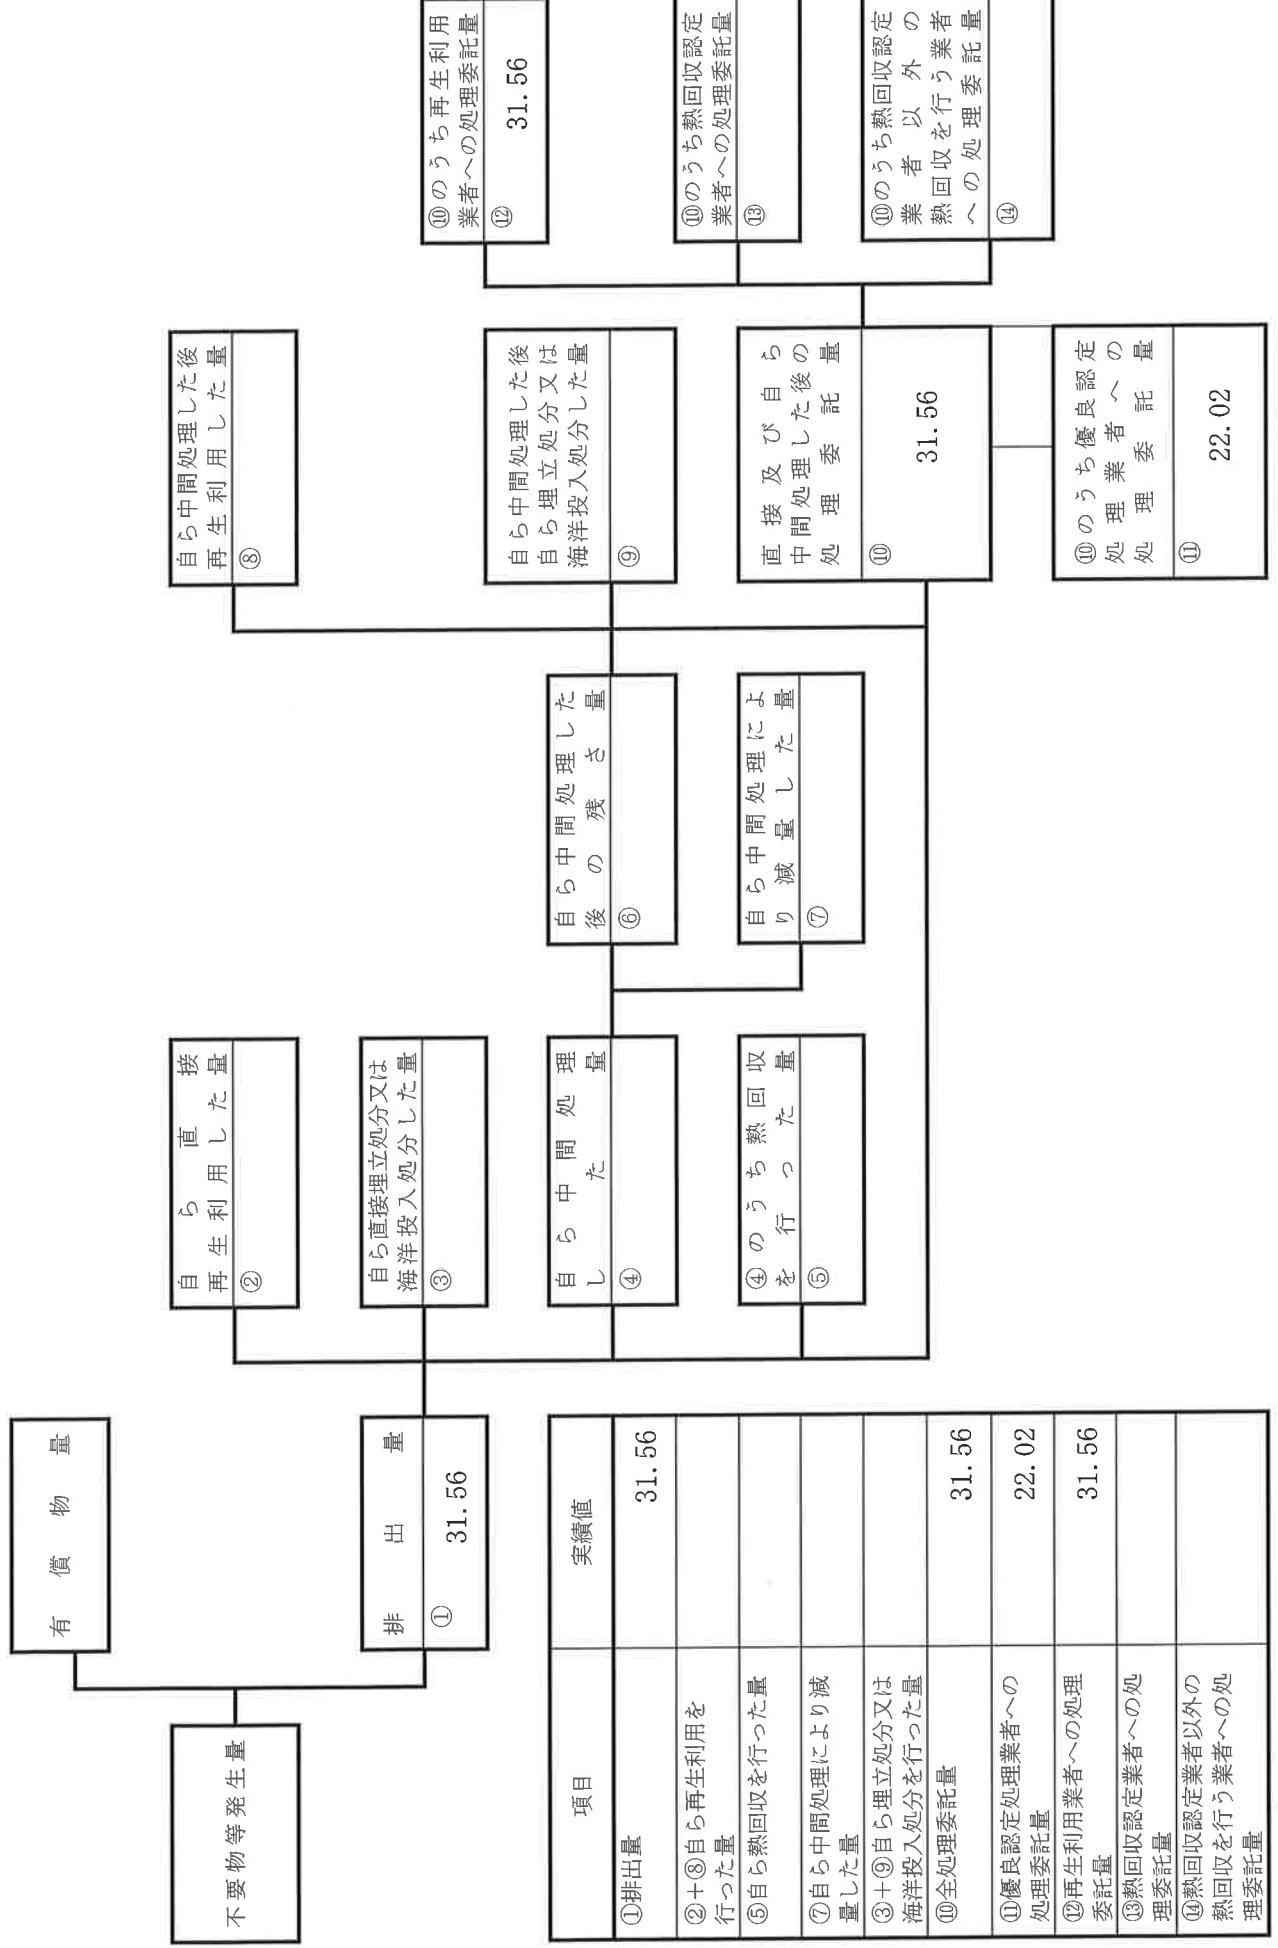 不要物等発生量
有償物量
排出量
①
31.56
自ら直接
再生利用した量
②
自ら直接埋立処分又は
海洋投入処分した量
③
自ら中間処理
した量
④
④のうち熱回収
を行った量
⑤
自ら中間処理した
後の残さ量
⑥
自ら中間処理によ
り減量した量
⑦
自ら中間処理した後
再生利用した量
⑧
自ら中間処理した後
自ら埋立処分又は
海洋投入処分した量
⑨
直接及び自ら
中間処理した後の
処理委託量
⑩
31.56
⑩のうち優良認定
処理業者への
処理委託量
⑪
22.02
⑩のうち再生利用
業者への処理委託量
⑫
31.56
⑩のうち熱回収認定
業者への処理委託量
⑬
⑩のうち熱回収認定
業者以外の
熱回収を行う業者
への処理委託量
⑭
項目 実績値
①排出量 31.56
②+⑧自ら再生利用を
行った量
⑤自ら熱回収を行った量
⑦自ら中間処理により減
量した量
③+⑨自ら埋立処分又は
海洋投入処分を行った量
⑩全処理委託量 31.56
⑪優良認定処理業者への
処理委託量 22.02
⑫再生利用業者への処理
委託量 31.56
⑬熱回収認定業者への処
理委託量
⑭熱回収認定業者以外の
熱回収を行う業者への処
理委託量